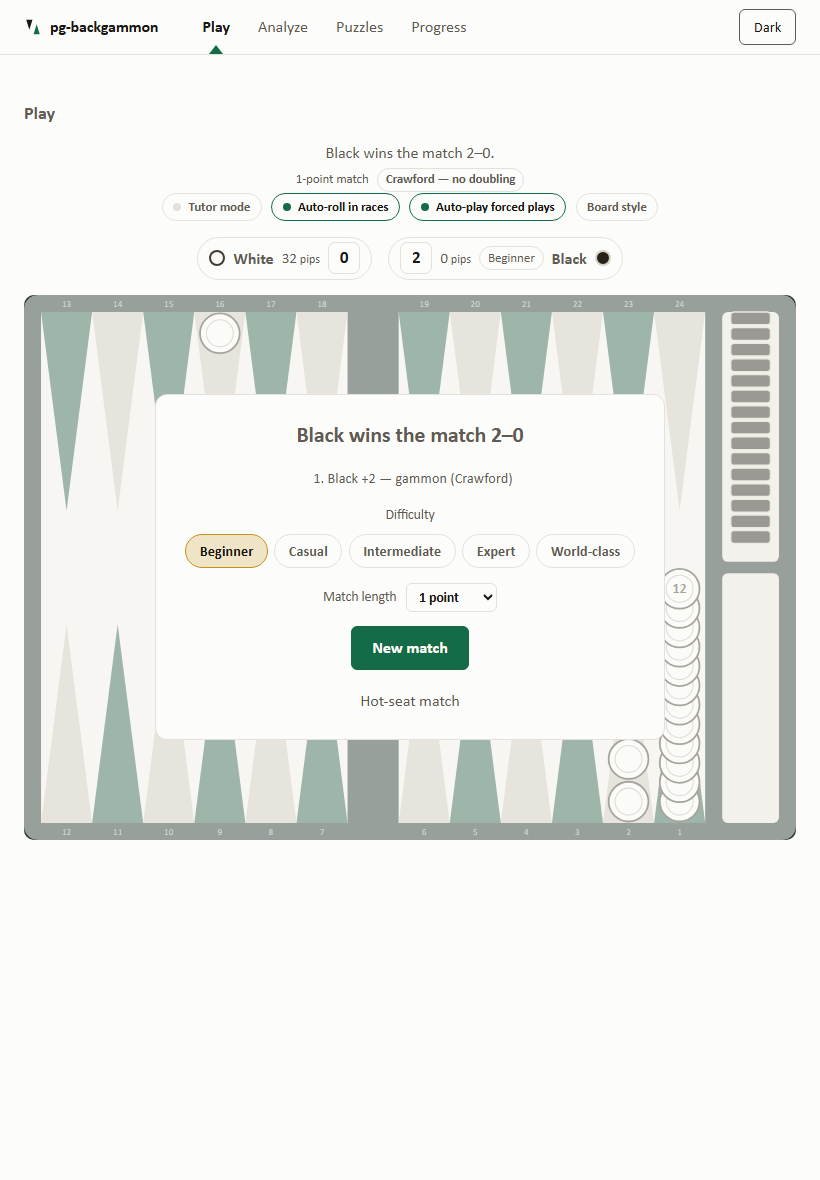 pg-backgammon Play Analyze Puzzles Progress Dark
Play
Black wins the match 2–0.
1-point match Crawford — no doubling
Tutor mode Auto-roll in races Auto-play forced plays Board style
White 32 pips 0 2 0 pips Beginner Black
13 14 15 16 17 18 19 20 21 22 23 24
Black wins the match 2–0
1. Black +2 — gammon (Crawford)
Difficulty
Beginner Casual Intermediate Expert World-class
12
Match length 1 point
New match
Hot-seat match
12 11 10 9 8 7 6 5 4 3 2 1